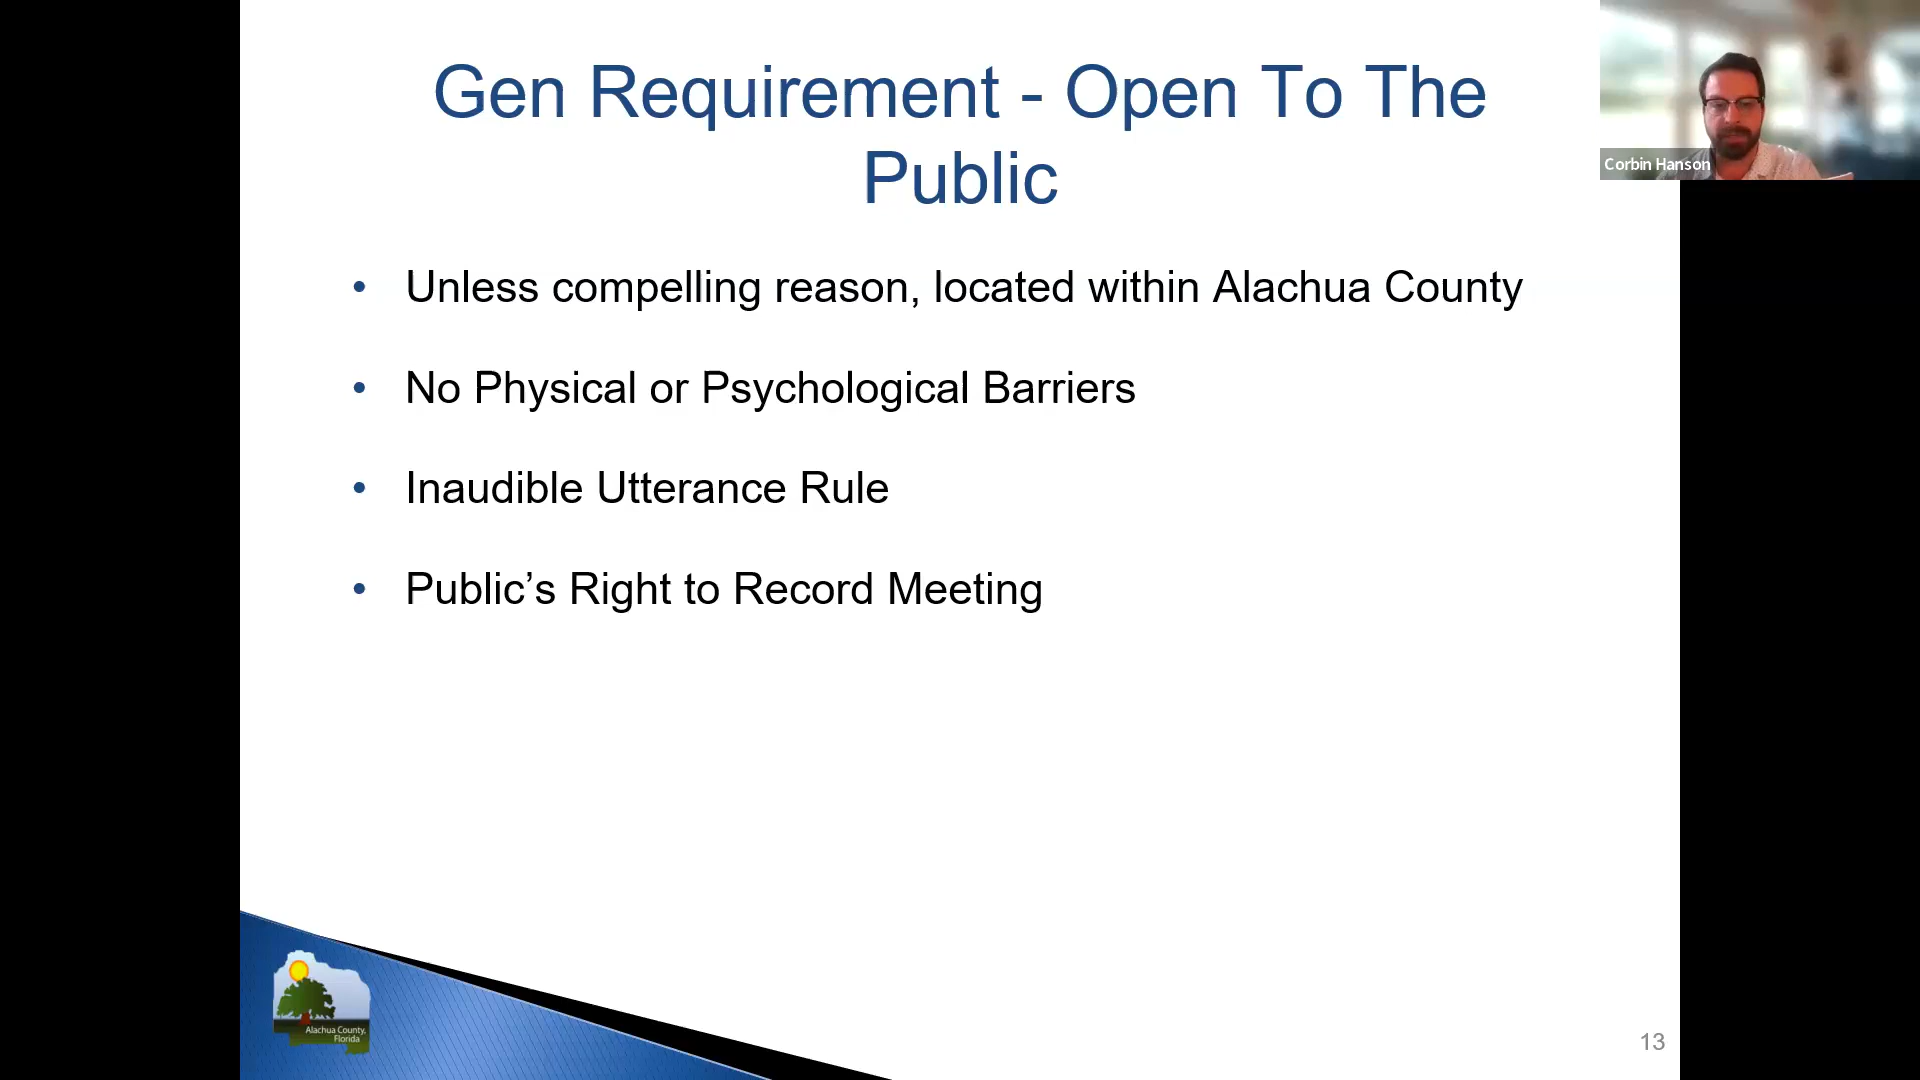 Gen Requirement - Open To The
Public
Corbin Hanson
• Unless compelling reason, located within Alachua County
• No Physical or Psychological Barriers
• Inaudible Utterance Rule
• Public’s Right to Record Meeting
Alachua County,
Florida
13